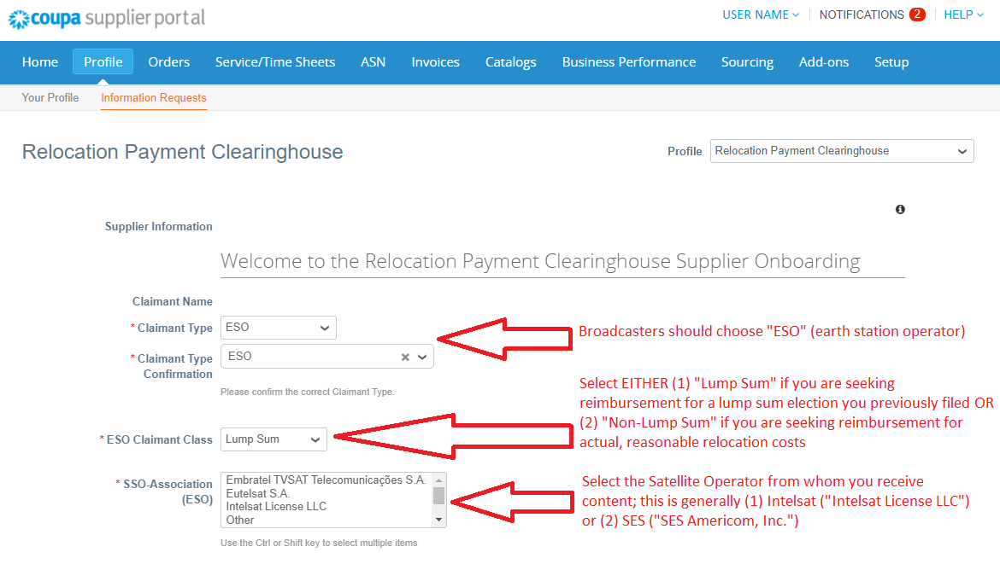 coupa supplier portal
USER NAME NOTIFICATIONS 2 HELP
Home Profile Orders Service/Time Sheets ASN Invoices Catalogs Business Performance Sourcing Add-ons Setup
Your Profile Information Requests
Relocation Payment Clearinghouse
Profile Relocation Payment Clearinghouse
Supplier Information
Welcome to the Relocation Payment Clearinghouse Supplier Onboarding
Claimant Name
* Claimant Type ESO
Broadcasters should choose "ESO" (earth station operator)
* Claimant Type
Confirmation
ESO
Please confirm the correct Claimant Type.
Select EITHER (1) "Lump Sum" if you are seeking
reimbursement for a lump sum election you previously filed OR
(2) "Non-Lump Sum" if you are seeking reimbursement for
actual, reasonable relocation costs
* ESO Claimant Class Lump Sum
* SSO-Association
(ESO)
Embratel TVSAT Telecomunicações S.A.
Eutelsat S.A.
Intelsat License LLC
Other
Select the Satellite Operator from whom you receive
content; this is generally (1) Intelsat ("Intelsat License LLC")
or (2) SES ("SES Americom, Inc.")
Use the Ctrl or Shift key to select multiple items